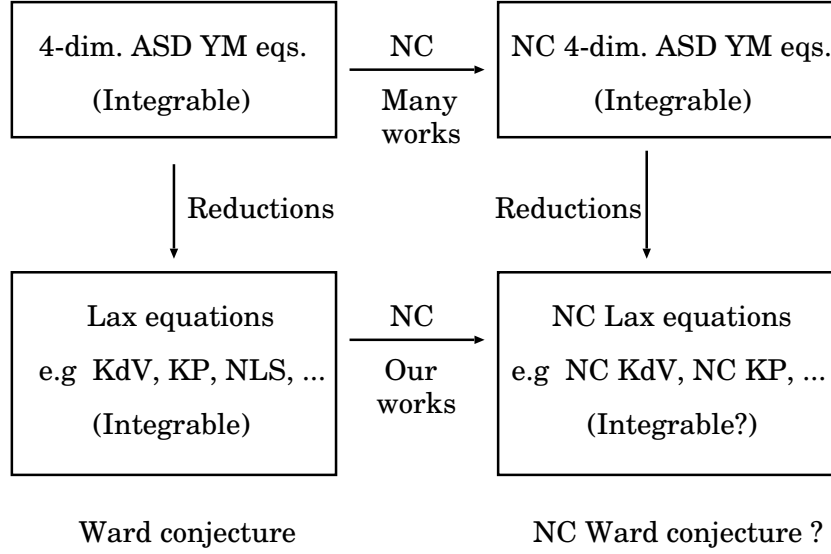 4-dim. ASD YM eqs.
(Integrable)
NC
Many
works
NC 4-dim. ASD YM eqs.
(Integrable)
Reductions
Reductions
Lax equations
e.g KdV, KP, NLS, ...
(Integrable)
NC
Our
works
NC Lax equations
e.g NC KdV, NC KP, ...
(Integrable?)
Ward conjecture
NC Ward conjecture ?